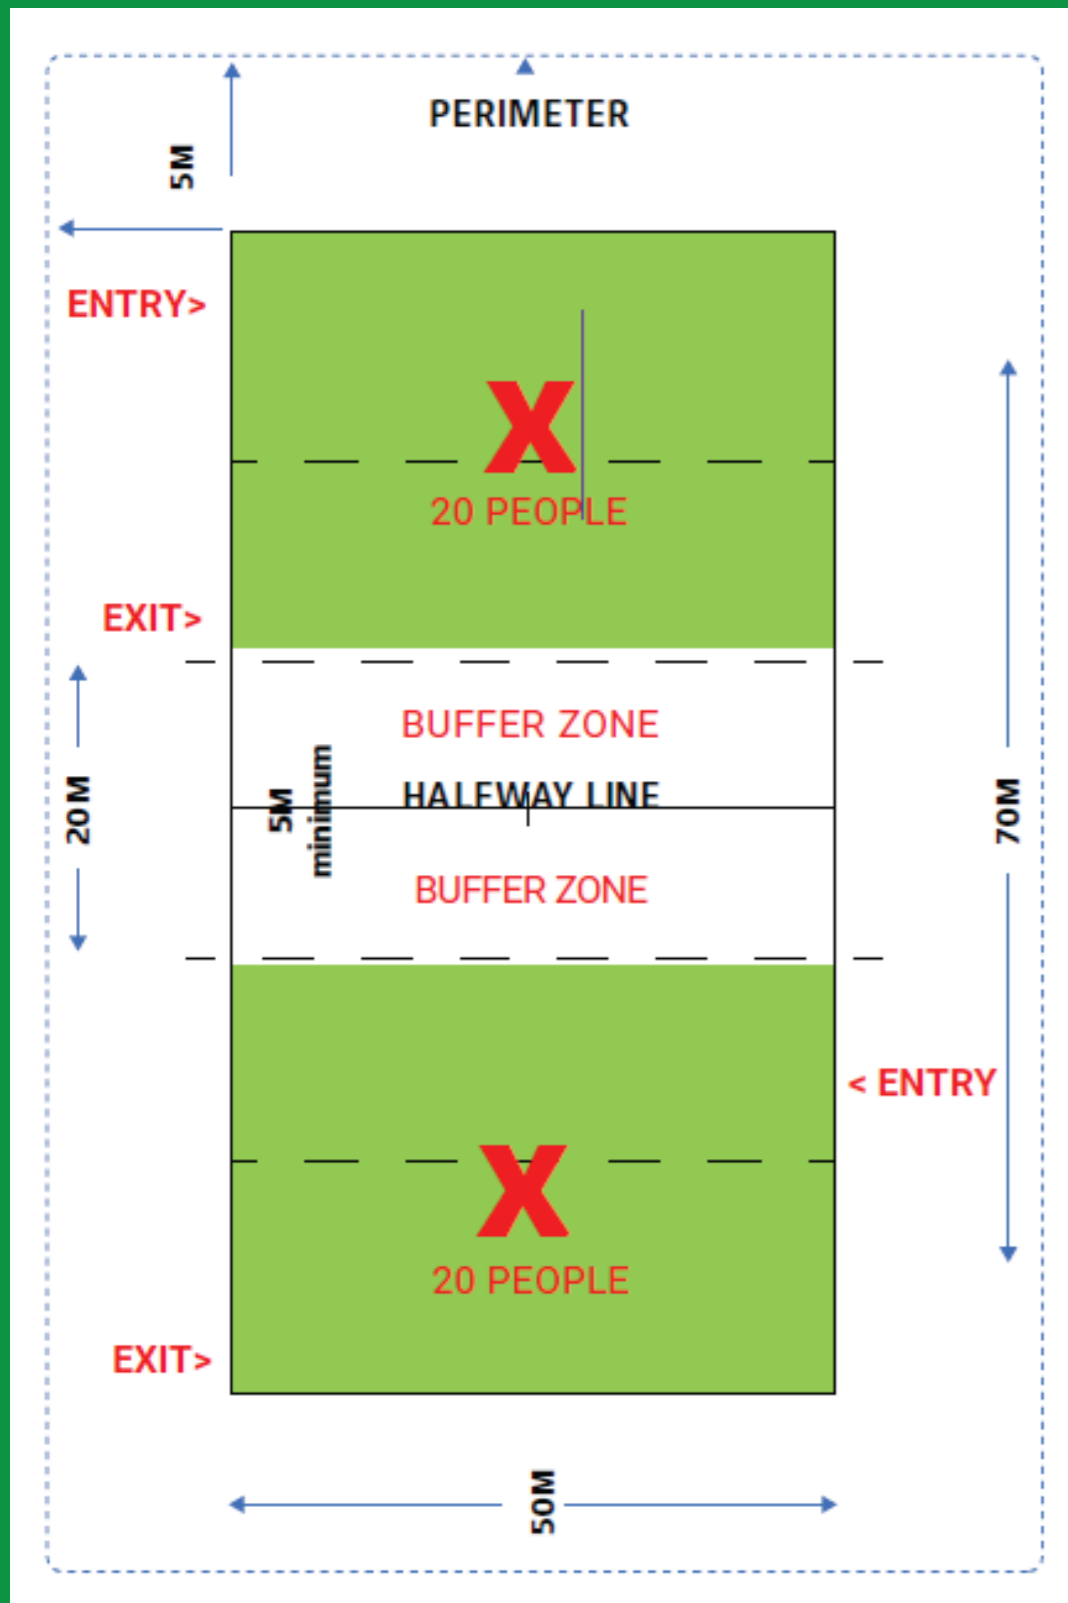 PERIMETER
5M
ENTRY>
X
20 PEOPLE
EXIT>
BUFFER ZONE
20M
5M
minimum
HALFWAY LINE
70M
BUFFER ZONE
< ENTRY
X
20 PEOPLE
EXIT>
50M